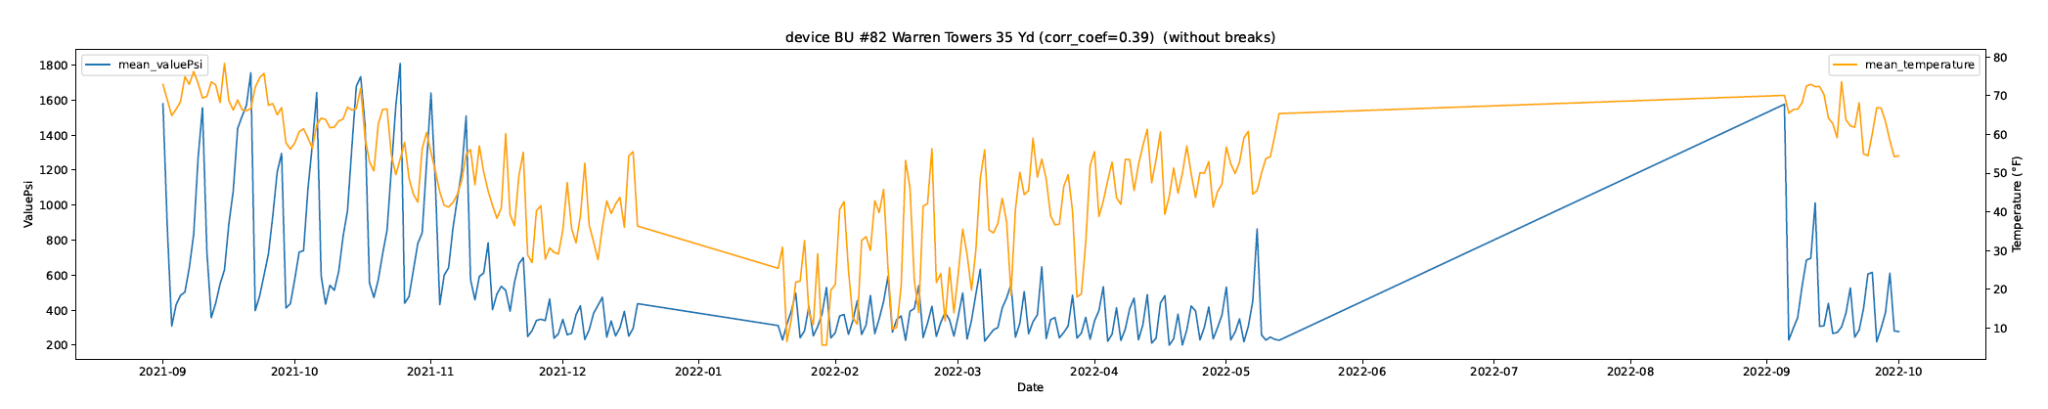 device BU #82 Warren Towers 35 Yd (corr_coef=0.39)  (without breaks)
mean_valuePsi
mean_temperature
ValuePsi
1800
1600
1400
1200
1000
800
600
400
200
80
70
60
50
40
30
20
10
Temperature (°F)
2021-09 2021-10 2021-11 2021-12 2022-01 2022-02 2022-03 2022-04 2022-05 2022-06 2022-07 2022-08 2022-09 2022-10
Date